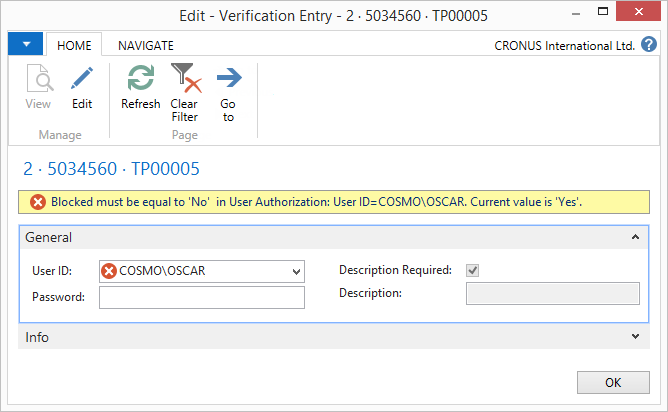 Edit - Verification Entry - 2 · 5034560 · TP00005
HOME NAVIGATE CRONUS International Ltd. ?
View Edit Refresh Clear Filter Go to
Manage Page
2 · 5034560 · TP00005
Blocked must be equal to 'No'  in User Authorization: User ID=COSMO\OSCAR. Current value is 'Yes'.
General
User ID: COSMO\OSCAR Description Required:
Password: Description:
Info
OK